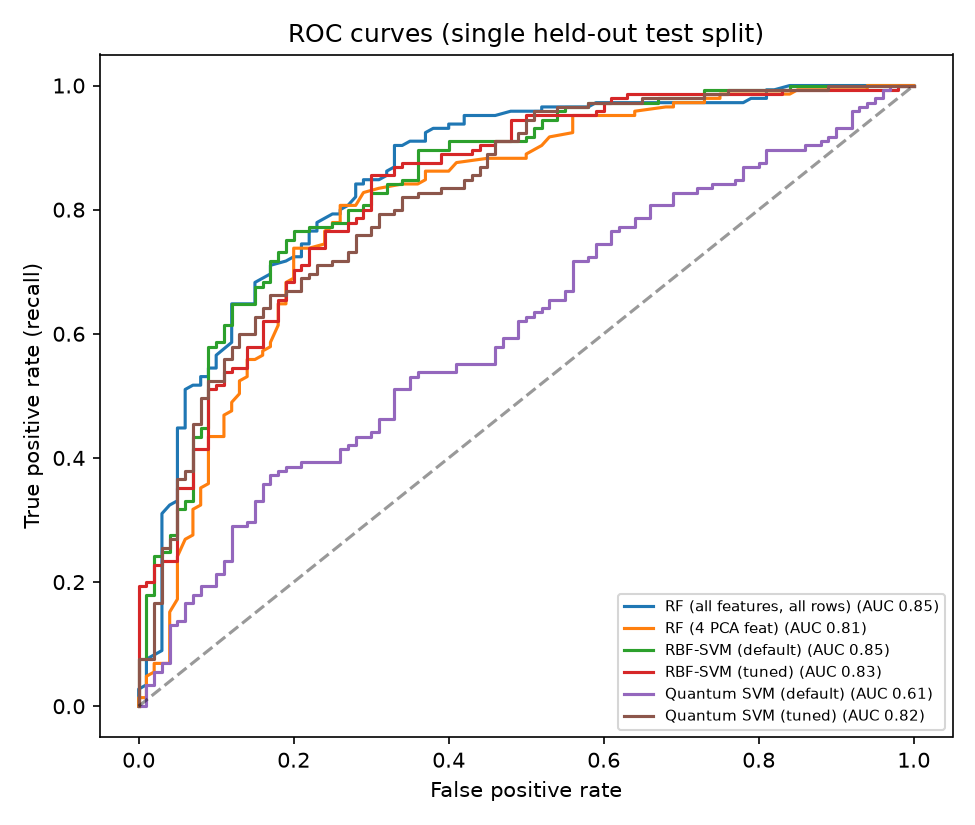 ROC curves (single held-out test split)
True positive rate (recall)
1.0
0.8
0.6
0.4
0.2
0.0
RF (all features, all rows) (AUC 0.85)
RF (4 PCA feat) (AUC 0.81)
RBF-SVM (default) (AUC 0.85)
RBF-SVM (tuned) (AUC 0.83)
Quantum SVM (default) (AUC 0.61)
Quantum SVM (tuned) (AUC 0.82)
0.0 0.2 0.4 0.6 0.8 1.0
False positive rate